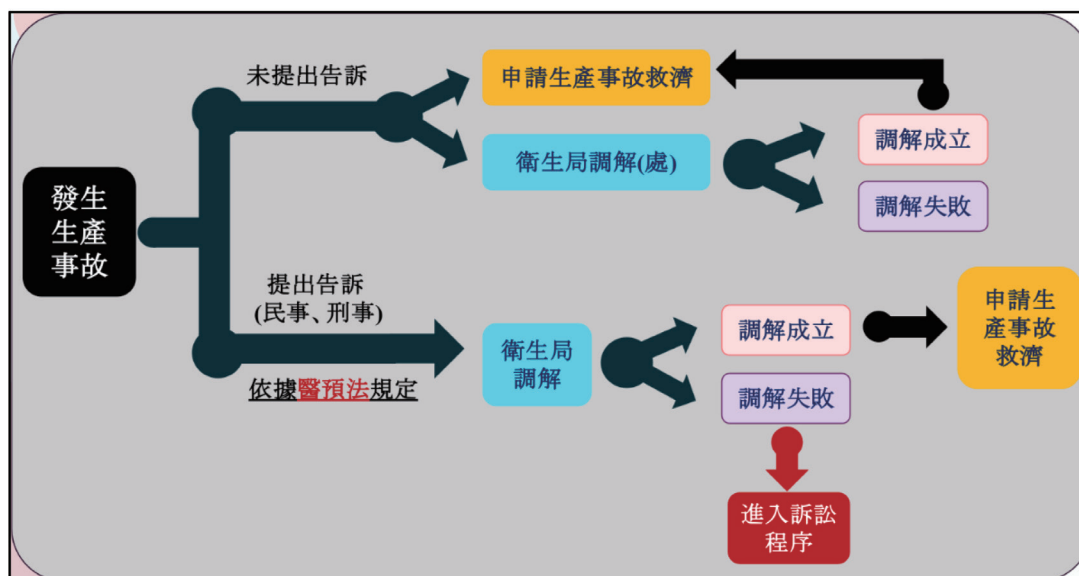 未提出告訴
申請生產事故救濟
衛生局調解(處)
調解成立
調解失敗
發生
生產
事故
提出告訴
(民事、刑事)
依據醫預法規定
衛生局
調解
調解成立
調解失敗
申請生
產事故
救濟
進入訴訟
程序